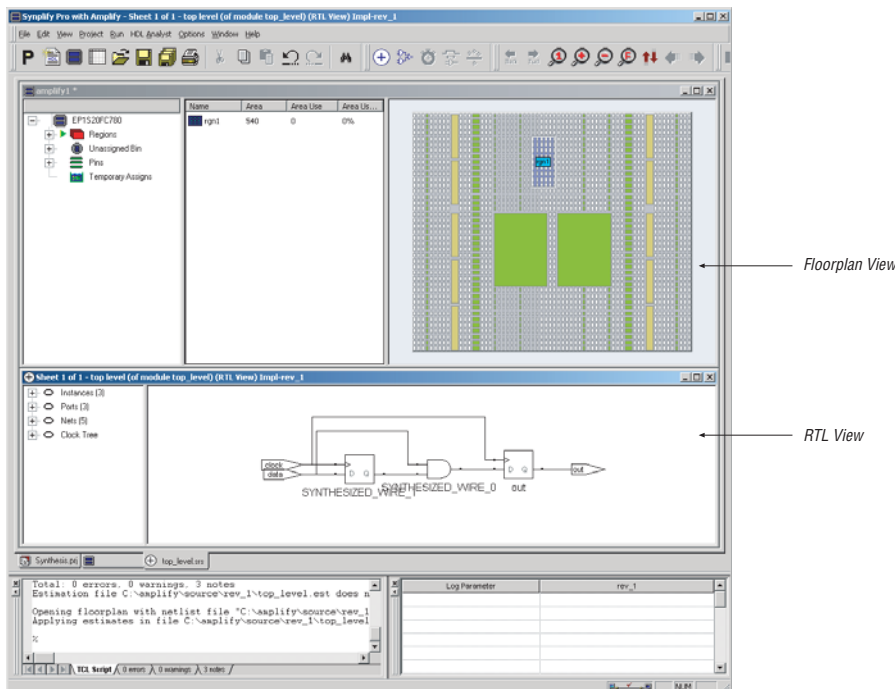 Synplify Pro with Amplify - Sheet 1 of 1 - top level (of module top_level) (RTL View) Impl-rev_1
File Edit View Project Run HDL Analyst Options Window Help
P
amplify1 *
Name Area Area Use Area Us...
rgn1 540 0 0%
EP1S20FC780
Regions
Unassigned Bin
Pins
Temporary Assigns
rgn1
Floorplan View
Sheet 1 of 1 - top level (of module top_level) (RTL View) Impl-rev_1
Instances (3)
Ports (3)
Nets (5)
Clock Tree
clock
data
D Q
SYNTHESIZED_WIRE_1
SYNTHESIZED_WIRE_0
D Q
out
out
RTL View
Synthesis.prj
top_level.srs
Total: 0 errors, 0 warnings, 3 notes
Estimation file C:\amplify\source\rev_1\top_level.est does n
Opening floorplan with netlist file "C:\amplify\source\rev_1
Applying estimates in file C:\amplify\source\rev_1\top_level
%
TCL Script 0 errors 0 warnings 3 notes
Log Parameter rev_1
NUM